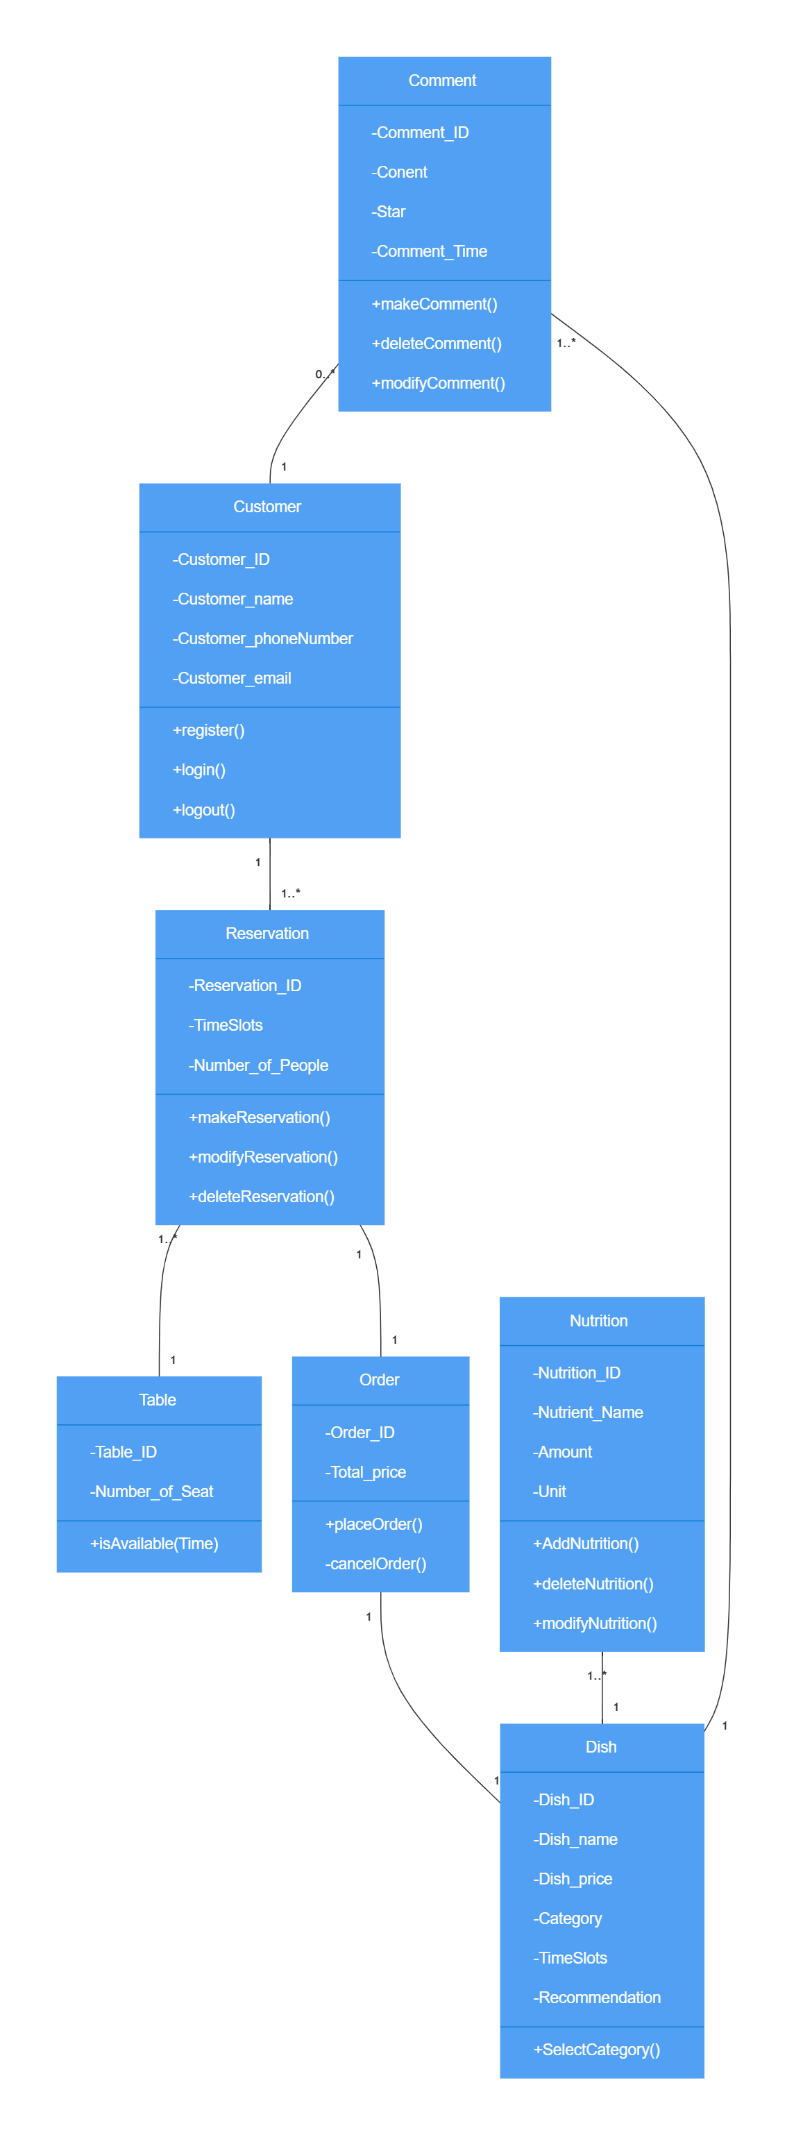 Comment
-Comment_ID
-Conent
-Star
-Comment_Time
+makeComment()
+deleteComment()
+modifyComment()
1..*
0..*
1
Customer
-Customer_ID
-Customer_name
-Customer_phoneNumber
-Customer_email
+register()
+login()
+logout()
1
1..*
Reservation
-Reservation_ID
-TimeSlots
-Number_of_People
+makeReservation()
+modifyReservation()
+deleteReservation()
1..*
1
1
1
Table
-Table_ID
-Number_of_Seat
+isAvailable(Time)
Order
-Order_ID
-Total_price
+placeOrder()
-cancelOrder()
1
1
Nutrition
-Nutrition_ID
-Nutrient_Name
-Amount
-Unit
+AddNutrition()
+deleteNutrition()
+modifyNutrition()
1..*
1
1
Dish
-Dish_ID
-Dish_name
-Dish_price
-Category
-TimeSlots
-Recommendation
+SelectCategory()